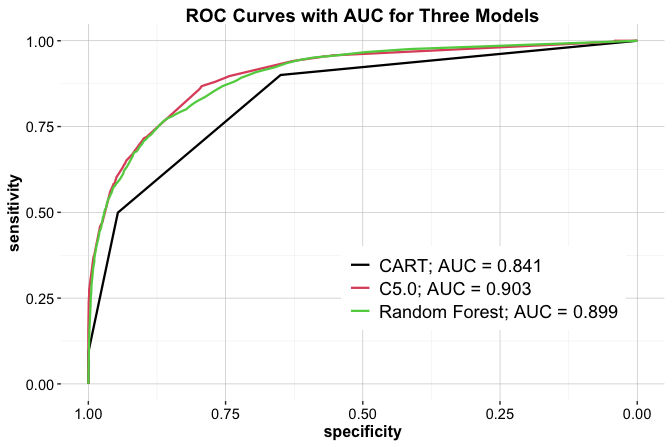 ROC Curves with AUC for Three Models
1.00
0.75
0.50
0.25
0.00
sensitivity
CART; AUC = 0.841
C5.0; AUC = 0.903
Random Forest; AUC = 0.899
1.00
0.75
0.50
0.25
0.00
specificity